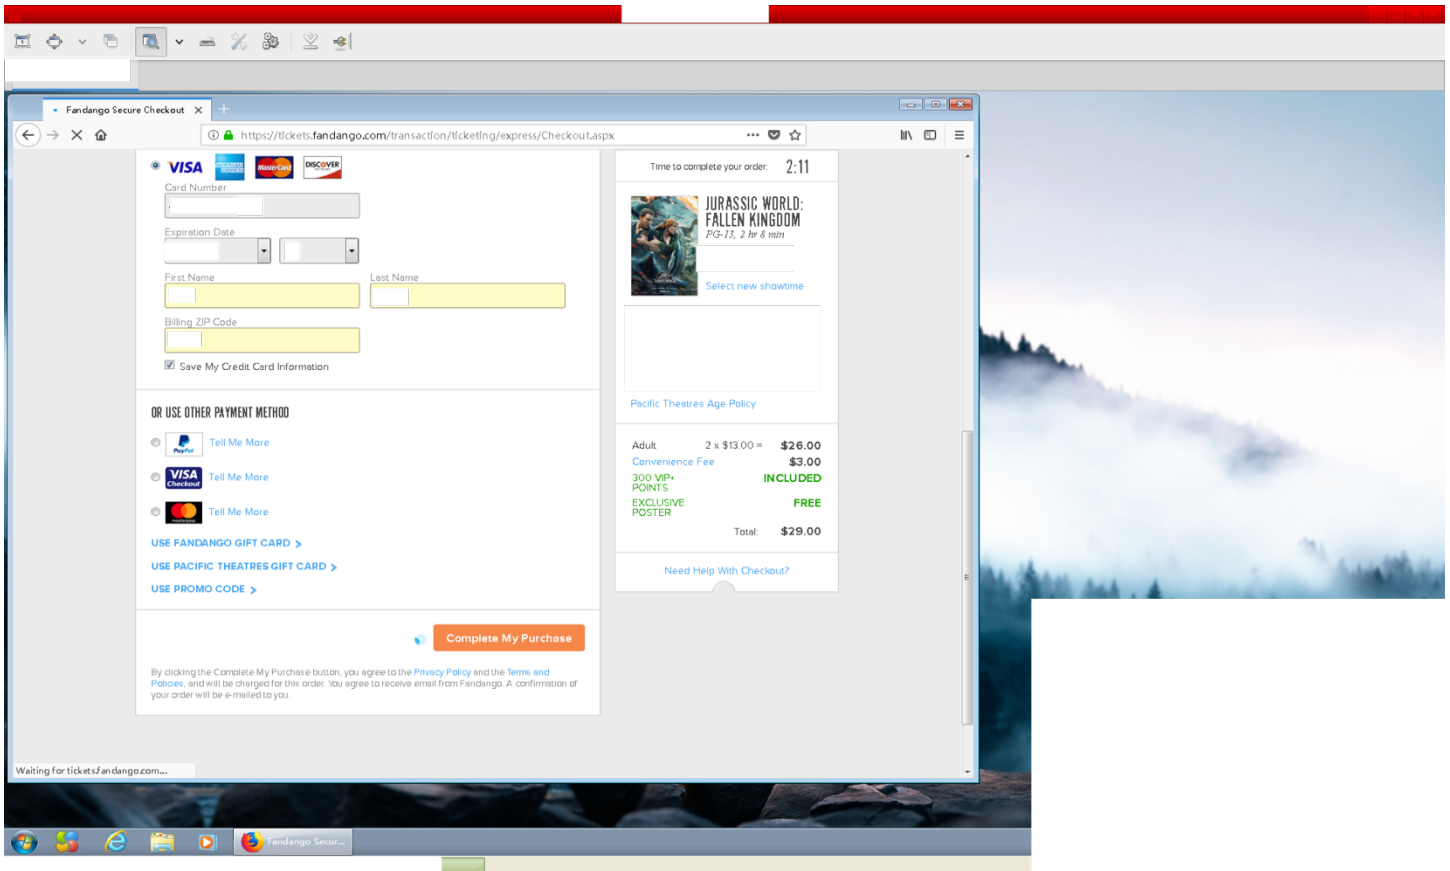 Fandango Secure Checkout
https://tickets.fandango.com/transaction/ticketing/express/Checkout.aspx
VISA AMERICAN EXPRESS MasterCard DISCOVER
Card Number
Expiration Date
First Name Last Name
Billing ZIP Code
Save My Credit Card Information
OR USE OTHER PAYMENT METHOD
PayPal Tell Me More
VISA Checkout Tell Me More
masterpass Tell Me More
USE FANDANGO GIFT CARD >
USE PACIFIC THEATRES GIFT CARD >
USE PROMO CODE >
Complete My Purchase
By clicking the Complete My Purchase button, you agree to the Privacy Policy and the Terms and
Policies, and will be charged for this order. You agree to receive email from Fandango. A confirmation of
your order will be e-mailed to you.
Time to complete your order: 2:11
JURASSIC WORLD:
FALLEN KINGDOM
PG-13, 2 hr 8 min
Select new showtime
Pacific Theatres Age Policy
Adult 2 x $13.00 = $26.00
Convenience Fee $3.00
300 VIP+
POINTS INCLUDED
EXCLUSIVE
POSTER FREE
Total: $29.00
Need Help With Checkout?
Waiting for tickets.fandango.com...
Fandango Secur...